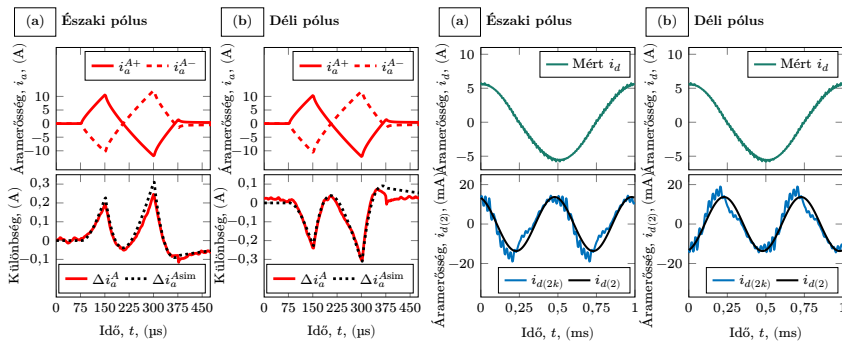 (a) Északi pólus
(b) Déli pólus
(a) Északi pólus
(b) Déli pólus
Áramerősség, i_a, (A)
10
5
0
−5
−10
i_a^{A+} i_a^{A−}
Áramerősség, i_a, (A)
10
5
0
−5
−10
i_a^{A+} i_a^{A−}
Áramerősség, i_d, (A)
5
0
−5
Mért i_d
Áramerősség, i_d, (A)
5
0
−5
Mért i_d
Különbség, (A)
0,3
0,2
0,1
0
−0,1
Δi_a^A Δi_a^{Asim}
0 75 150 225 300 375 450
Idő, t, (µs)
Különbség, (A)
0,1
0
−0,1
−0,2
−0,3
Δi_a^A Δi_a^{Asim}
0 75 150 225 300 375 450
Idő, t, (µs)
Áramerősség, i_{d(2)}, (mA)
20
0
−20
i_{d(2k)} i_{d(2)}
0 0,25 0,5 0,75 1
Idő, t, (ms)
Áramerősség, i_{d(2)}, (mA)
20
0
−20
i_{d(2k)} i_{d(2)}
0 0,25 0,5 0,75 1
Idő, t, (ms)